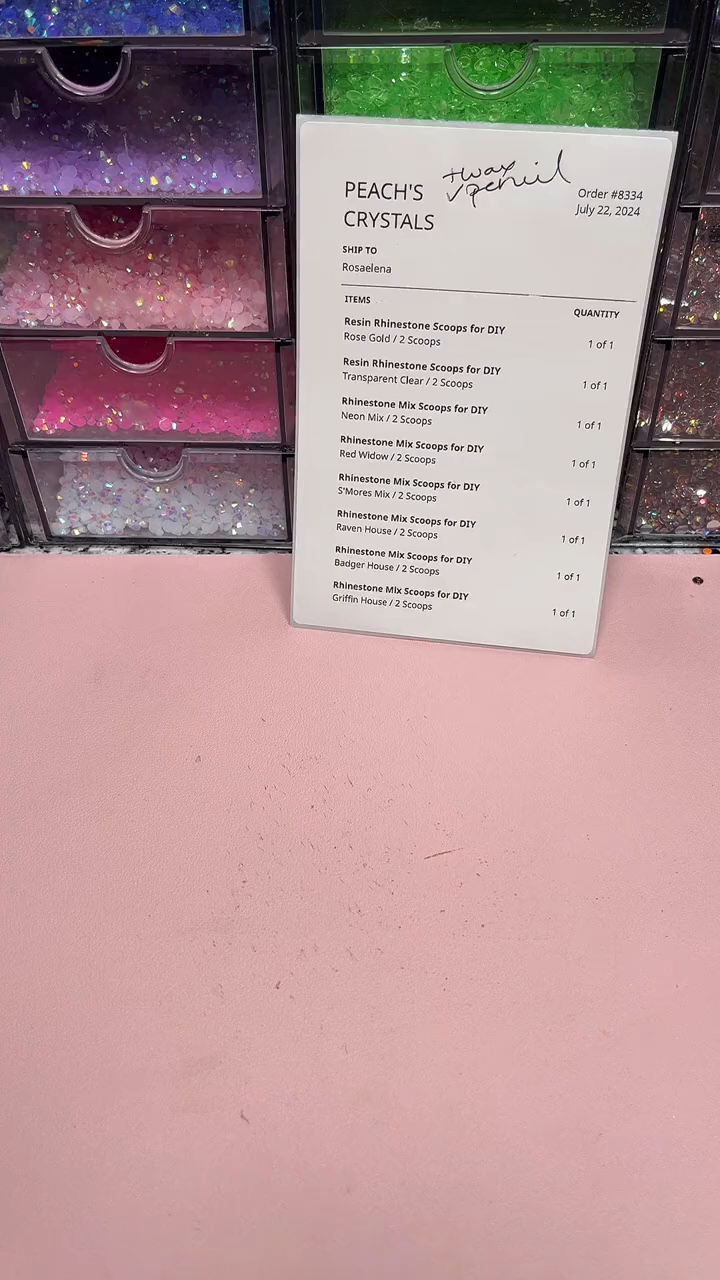 +wax
✓pencil
PEACH'S
CRYSTALS
Order #8334
July 22, 2024
SHIP TO
Rosaelena
ITEMS QUANTITY
Resin Rhinestone Scoops for DIY
Rose Gold / 2 Scoops 1 of 1
Resin Rhinestone Scoops for DIY
Transparent Clear / 2 Scoops 1 of 1
Rhinestone Mix Scoops for DIY
Neon Mix / 2 Scoops 1 of 1
Rhinestone Mix Scoops for DIY
Red Widow / 2 Scoops 1 of 1
Rhinestone Mix Scoops for DIY
S'Mores Mix / 2 Scoops 1 of 1
Rhinestone Mix Scoops for DIY
Raven House / 2 Scoops 1 of 1
Rhinestone Mix Scoops for DIY
Badger House / 2 Scoops 1 of 1
Rhinestone Mix Scoops for DIY
Griffin House / 2 Scoops 1 of 1